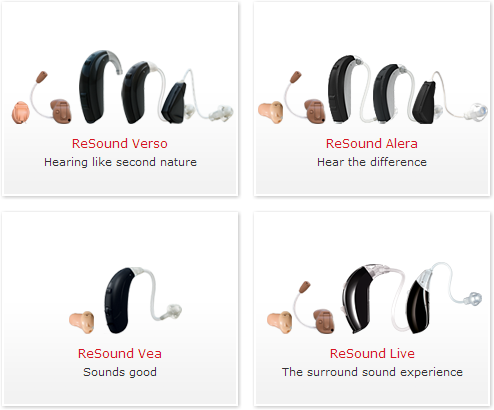 ReSound Verso
Hearing like second nature
ReSound Alera
Hear the difference
ReSound Vea
Sounds good
ReSound Live
The surround sound experience